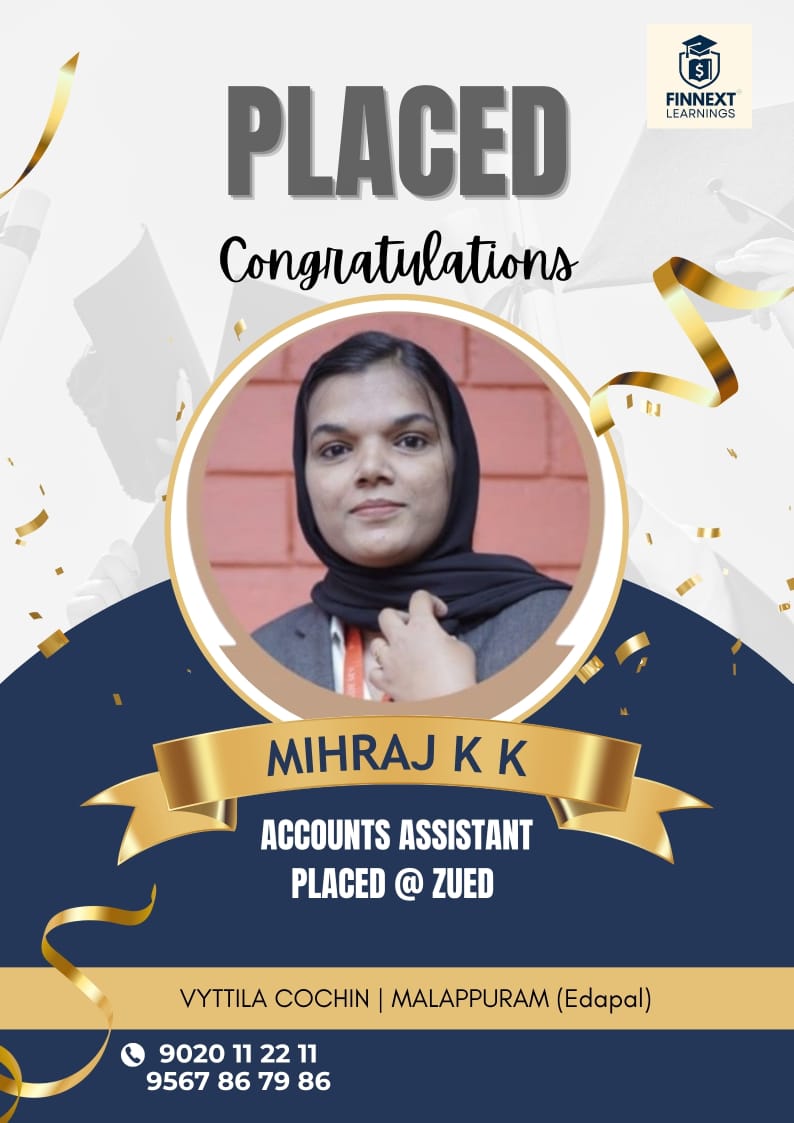 FINNEXT
LEARNINGS
PLACED
Congratulations
MIHRAJ K K
ACCOUNTS ASSISTANT
PLACED @ ZUED
VYTTILA COCHIN | MALAPPURAM (Edapal)
9020 11 22 11
9567 86 79 86